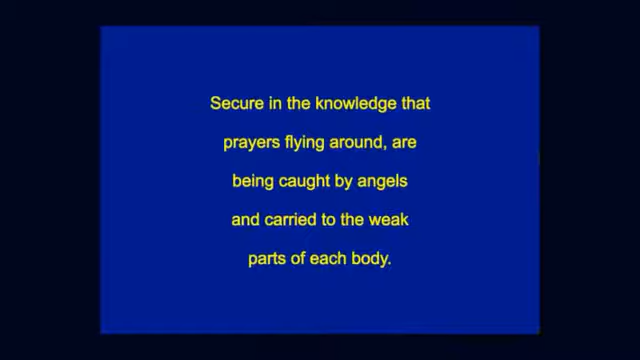 Secure in the knowledge that
prayers flying around, are
being caught by angels
and carried to the weak
parts of each body.